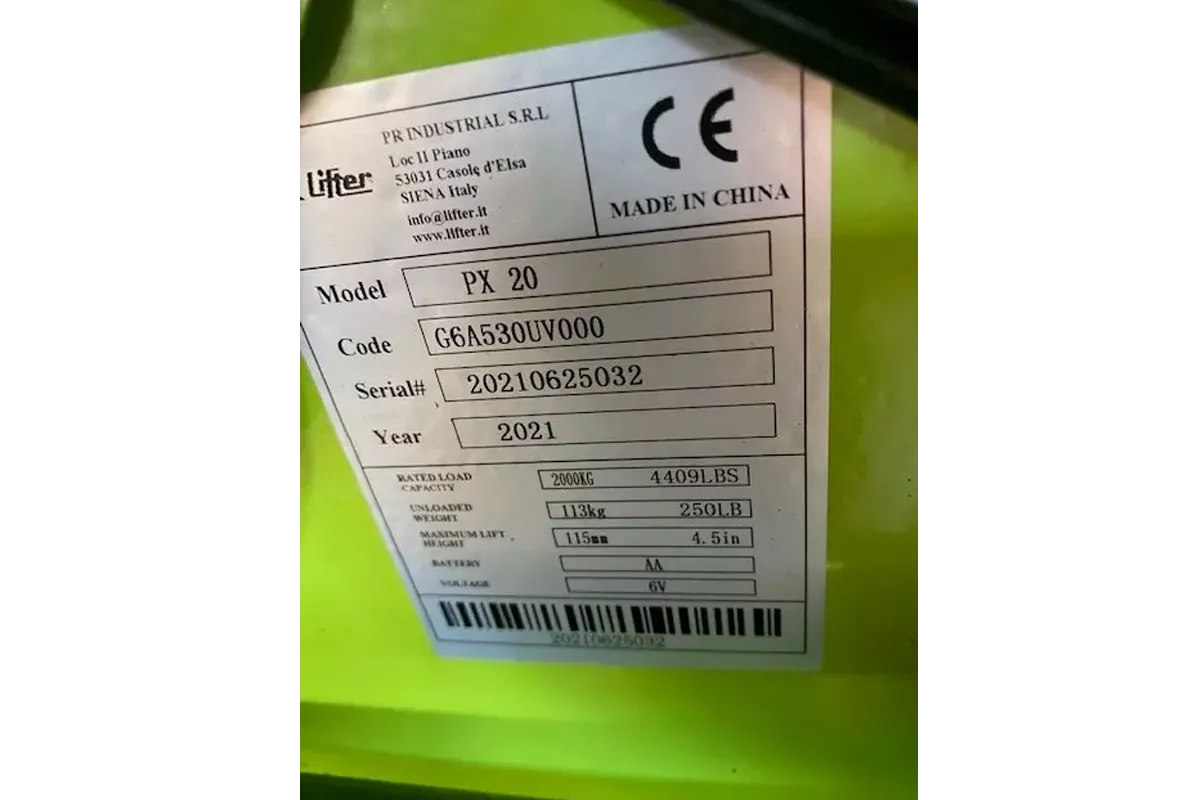 Lifter
PR INDUSTRIAL S.R.L
Loc Il Piano
53031 Casole d'Elsa
SIENA Italy
info@lifter.it
www.lifter.it
CE
MADE IN CHINA
Model PX 20
Code G6A530UV000
Serial# 20210625032
Year 2021
RATED LOAD CAPACITY 2000KG 4409LBS
UNLOADED WEIGHT 113kg 250LB
MAXIMUM LIFT HEIGHT 115mm 4.5in
BATTERY AA
VOLTAGE 6V
20210625032